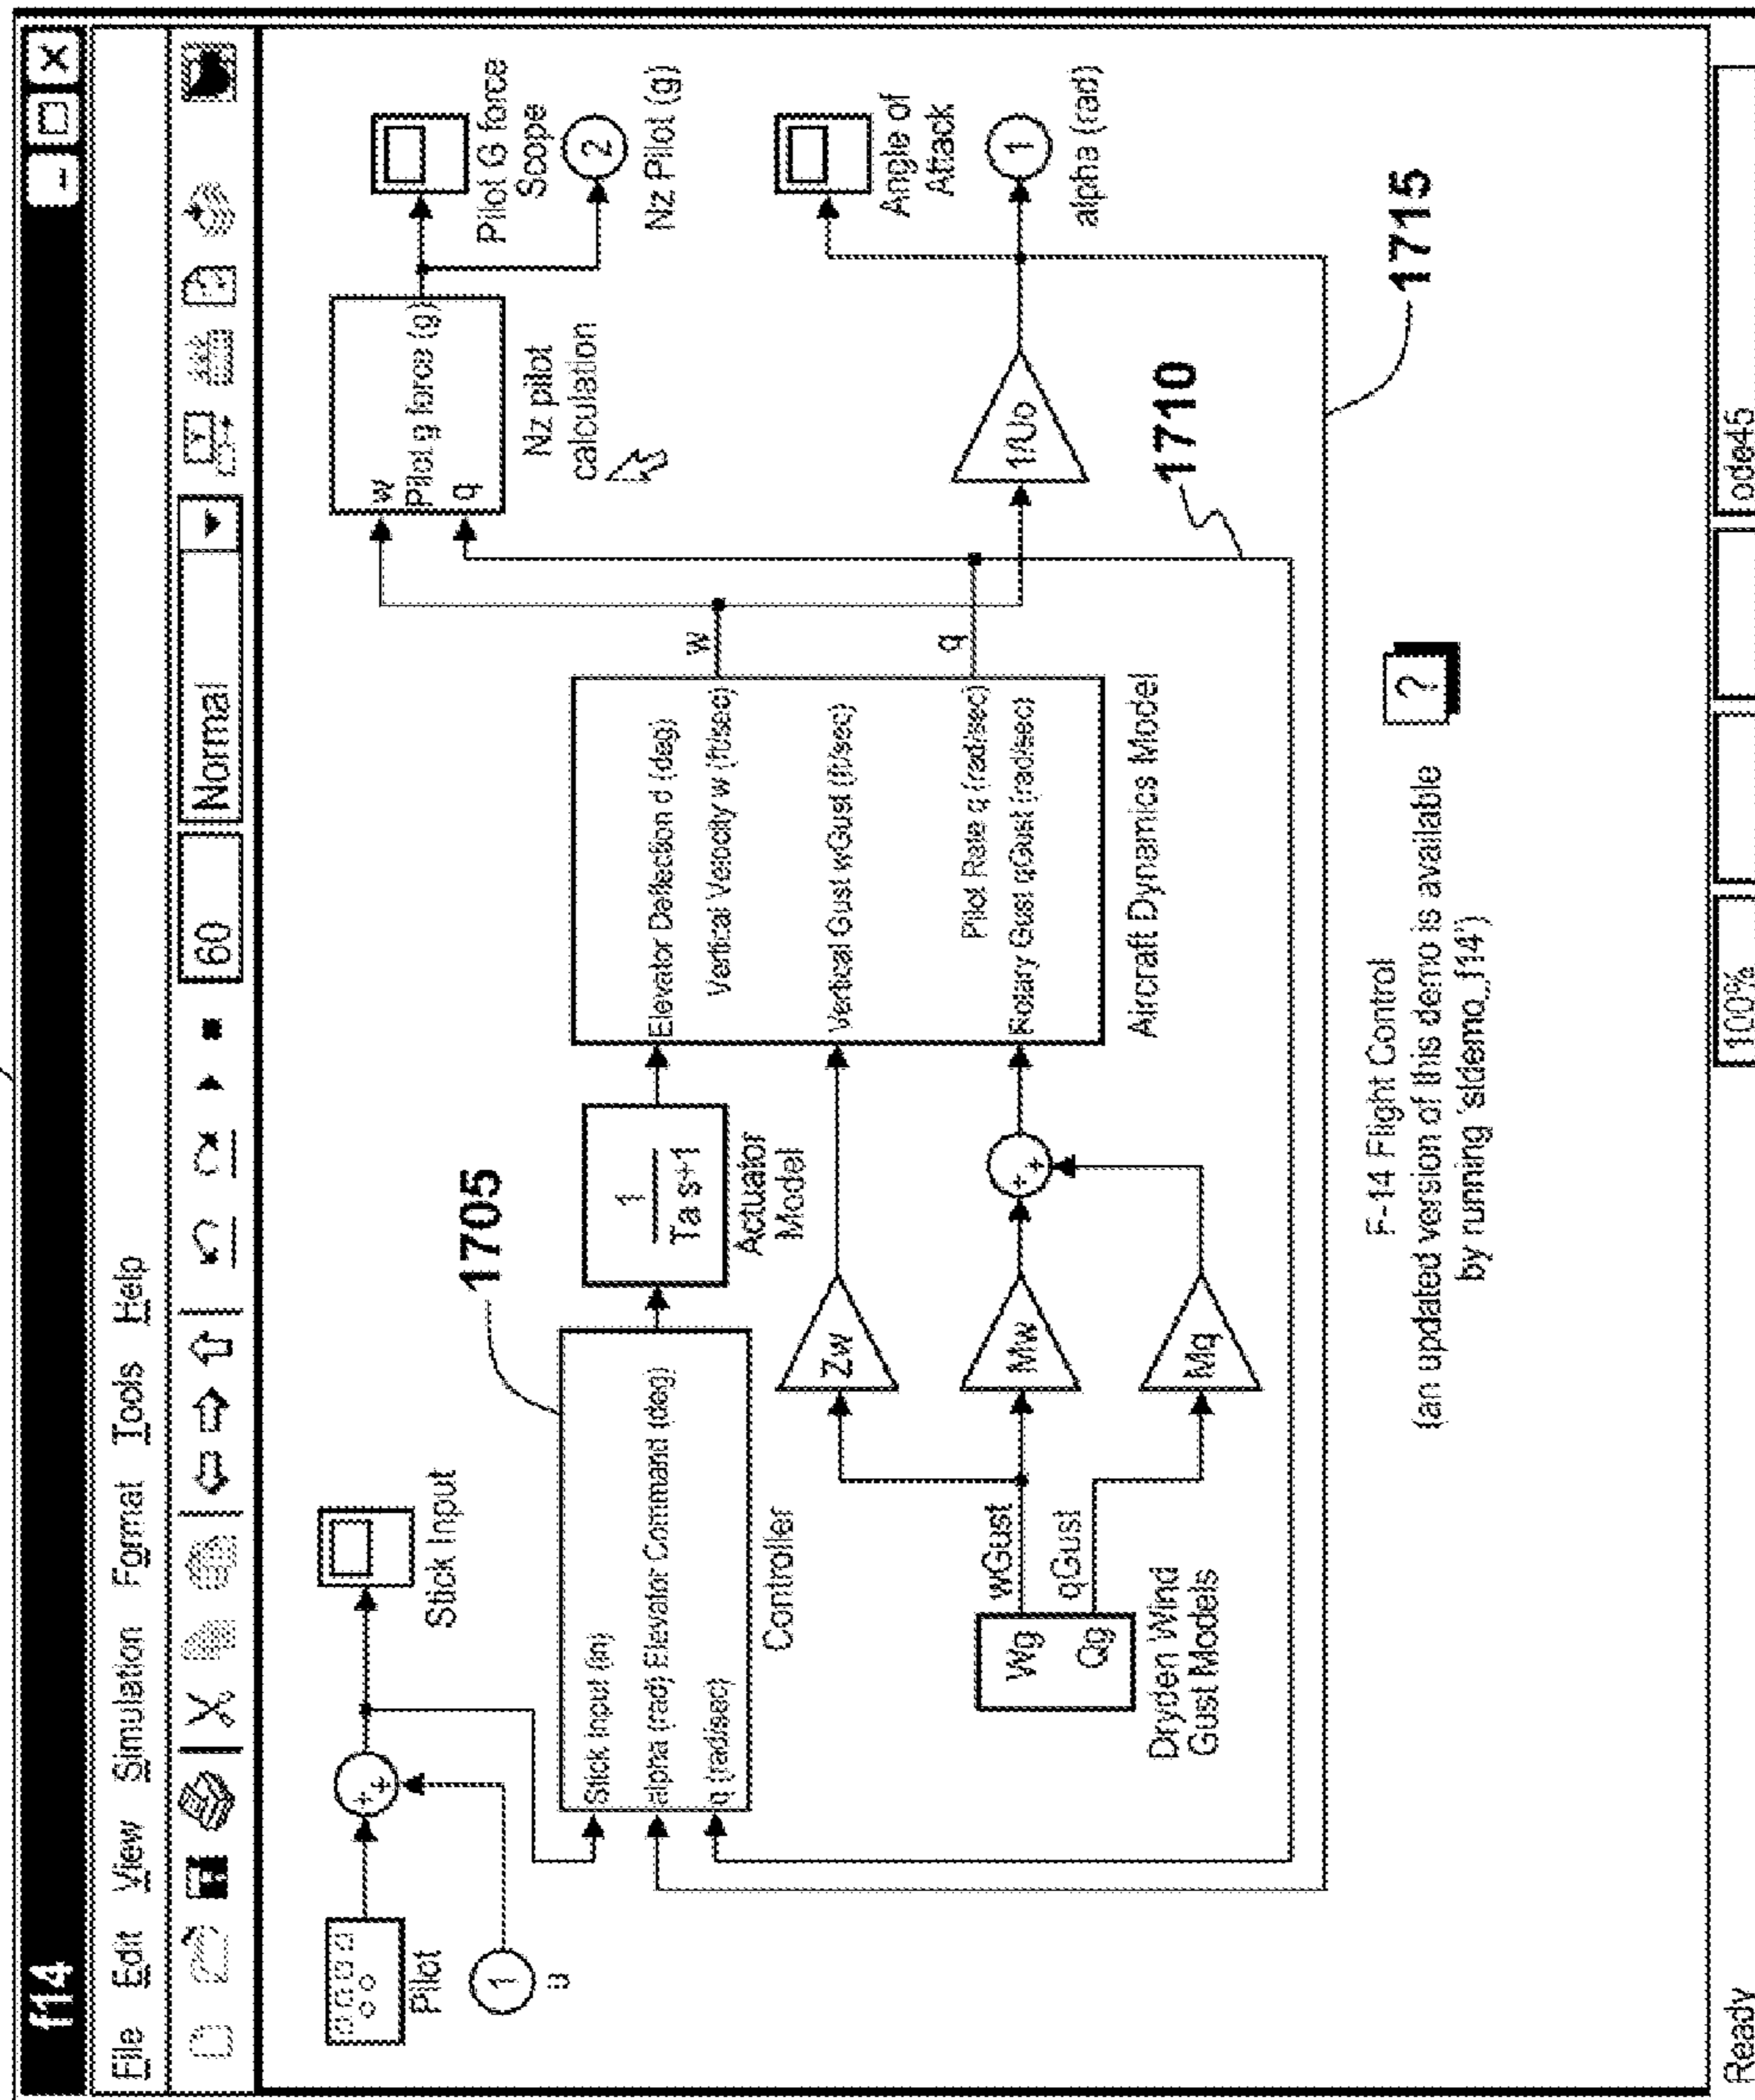 f14
File Edit View Simulation Format Tools Help
60 Normal
Pilot
1
u
Stick Input
1705
Stick Input (in)
alpha (rad) Elevator Command (deg)
q (rad/sec)
Controller
1
Ta s+1
Actuator
Model
Elevator Deflection d (deg)
Vertical Velocity w (ft/sec)
Vertical Gust wGust (ft/sec)
Pilot Rate q (rad/sec)
Rotary Gust qGust (rad/sec)
Aircraft Dynamics Model
w
q
w
Pilot g force (g)
q
Nz pilot
calculation
Pilot G force
Scope
2
Nz Pilot (g)
Angle of
Attack
1/Uo
1
alpha (rad)
Zw
Mw
Mq
wGust
qGust
Wg
Qg
Dryden Wind
Gust Models
1710
1715
F-14 Flight Control
(an updated version of this demo is available
by running 'sldemo_f14')
?
Ready 100% ode45